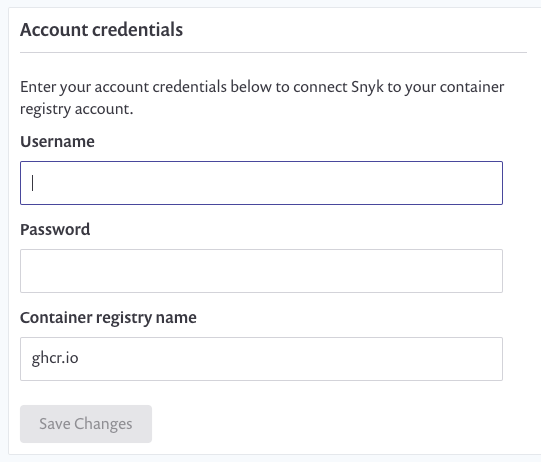 Account credentials
Enter your account credentials below to connect Snyk to your container
registry account.
Username
Password
Container registry name
ghcr.io
Save Changes